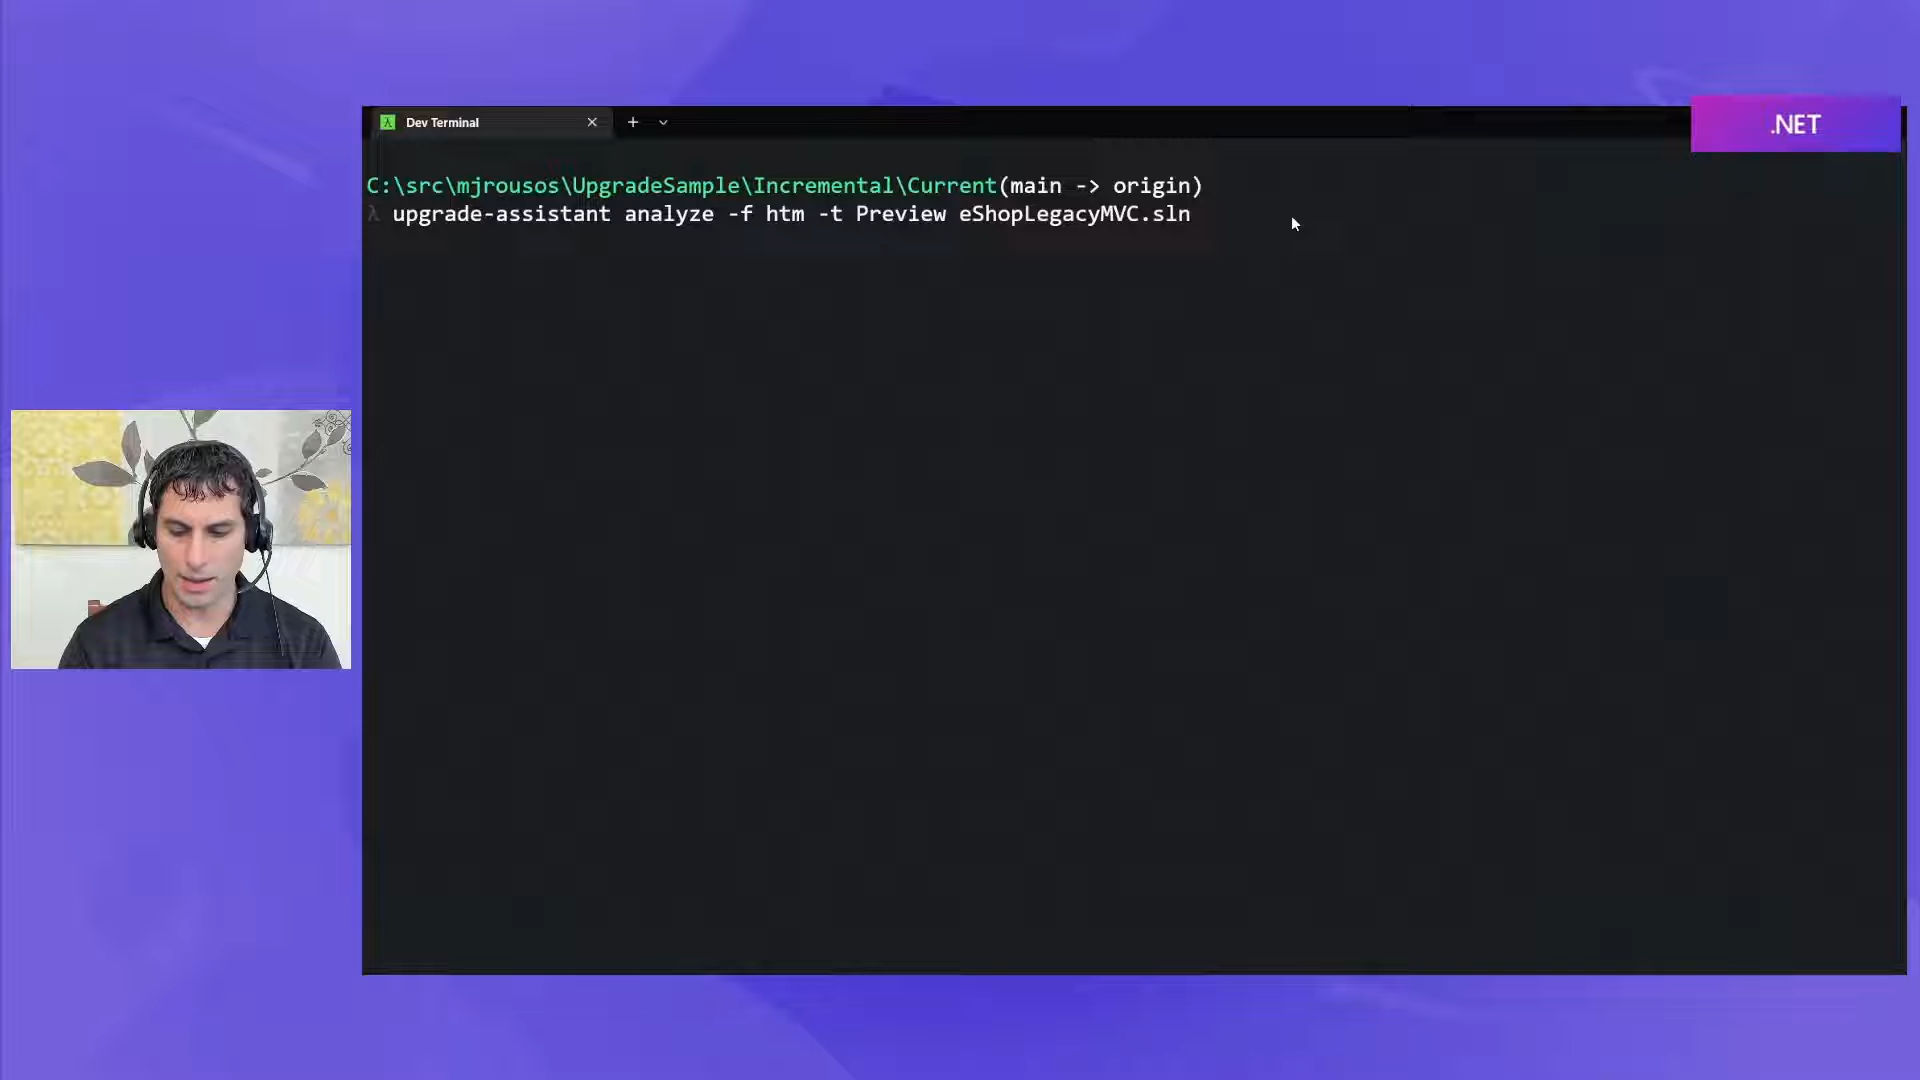 Dev Terminal
.NET
C:\src\mjrousos\UpgradeSample\Incremental\Current(main -> origin)
λ upgrade-assistant analyze -f htm -t Preview eShopLegacyMVC.sln